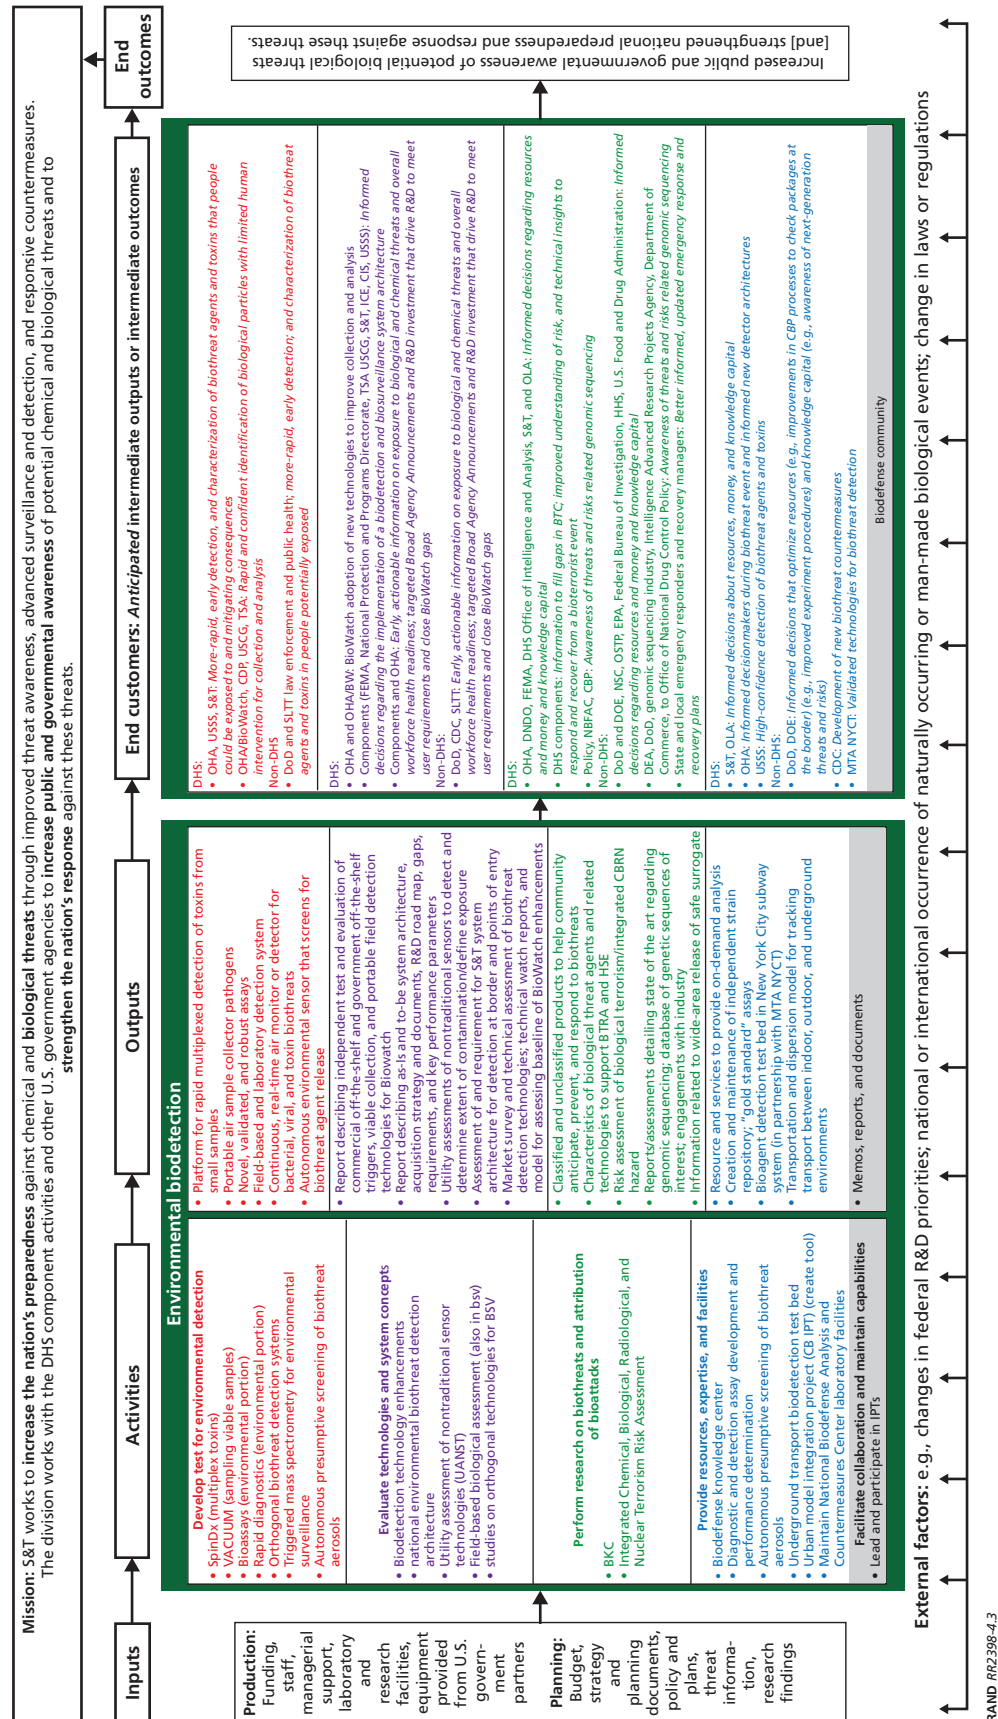 Mission: S&T works to increase the nation's preparedness against chemical and biological threats through improved threat awareness, advanced surveillance and detection, and responsive countermeasures.
The division works with the DHS component activities and other U.S. government agencies to increase public and governmental awareness of potential chemical and biological threats and to
strengthen the nation's response against these threats.
Inputs
Activities
Outputs
End customers: Anticipated intermediate outputs or intermediate outcomes
End
outcomes
Production:
Funding,
staff,
managerial
support,
laboratory
and
research
facilities,
equipment
provided
from U.S.
govern-
ment
partners
Planning:
Budget,
strategy
and
planning
documents,
policy and
plans,
threat
informa-
tion,
research
findings
Environmental biodetection
Develop test for environmental detection
• SpinDx (multiplex toxins)
• VACUUM (sampling viable samples)
• Bioassays (environmental portion)
• Rapid diagnostics (environmental portion)
• Orthogonal biothreat detection systems
• Triggered mass spectrometry for environmental
surveillance
• Autonomous presumptive screening of biothreat
aerosols
Evaluate technologies and system concepts
• Biodetection technology enhancements
• national environmental biothreat detection
architecture
• Utility assessment of nontraditional sensor
technologies (UANST)
• Field-based biological assessment (also in bsv)
• studies on orthogonal technologies for BSV
Perform research on biothreats and attribution
of bioattacks
• BKC
• Integrated Chemical, Biological, Radiological, and
Nuclear Terrorism Risk Assessment
Provide resources, expertise, and facilities
• Biodefense knowledge center
• Diagnostic and detection assay development and
performance determination
• Autonomous presumptive screening of biothreat
aerosols
• Underground transport biodetection test bed
• Urban model integration project (CB IPT) (create tool)
• Maintain National Biodefense Analysis and
Countermeasures Center laboratory facilities
Facilitate collaboration and maintain capabilities
• Lead and participate in IPTs
• Platform for rapid multiplexed detection of toxins from
small samples
• Portable air sample collector pathogens
• Novel, validated, and robust assays
• Field-based and laboratory detection system
• Continuous, real-time air monitor or detector for
bacterial, viral, and toxin biothreats
• Autonomous environmental sensor that screens for
biothreat agent release
• Report describing independent test and evaluation of
commercial off-the-shelf and government off-the-shelf
triggers, viable collection, and portable field detection
technologies for Biowatch
• Report describing as-Is and to-be system architecture,
acquisition strategy and documents, R&D road map, gaps,
requirements, and key performance parameters
• Utility assessments of nontraditional sensors to detect and
determine extent of contamination/define exposure
• Assessment of and requirement for S&T system
architecture for detection at border and points of entry
• Market survey and technical assessment of biothreat
detection technologies; technical watch reports, and
model for assessing baseline of BioWatch enhancements
• Classified and unclassified products to help community
anticipate, prevent, and respond to biothreats
• Characteristics of biological threat agents and related
technologies to support BTRA and HSE
• Risk assessment of biological terrorism/integrated CBRN
hazard
• Reports/assessments detailing state of the art regarding
genomic sequencing; database of genetic sequences of
interest; engagements with industry
• Information related to wide-area release of safe surrogate
• Resource and services to provide on-demand analysis
• Creation and maintenance of independent strain
repository, "gold standard" assays
• Bioagent detection test bed in New York City subway
system (in partnership with MTA NYCT)
• Transportation and dispersion model for tracking
transport between indoor, outdoor, and underground
environments
• Memos, reports, and documents
DHS:
• OHA, USSS, S&T: More-rapid, early detection, and characterization of biothreat agents and toxins that people
could be exposed to and mitigating consequences
• OHA/BioWatch, CDP, USCG, TSA: Rapid and confident identification of biological particles with limited human
intervention for collection and analysis
Non-DHS
• DoD and SLTT law enforcement and public health; more-rapid, early detection; and characterization of biothreat
agents and toxins in people potentially exposed
DHS:
• OHA and OHA/BW: BioWatch adoption of new technologies to improve collection and analysis
• Components (FEMA, National Protection and Programs Directorate, TSA USCG, S&T, ICE, CIS, USSS): Informed
decisions regarding the implementation of a biodetection and biosurveillance system architecture
• Components and OHA: Early, actionable information on exposure to biological and chemical threats and overall
workforce health readiness; targeted Broad Agency Announcements and R&D investment that drive R&D to meet
user requirements and close BioWatch gaps
Non-DHS:
• DoD, CDC, SLTT: Early, actionable information on exposure to biological and chemical threats and overall
workforce health readiness; targeted Broad Agency Announcements and R&D investment that drive R&D to meet
user requirements and close BioWatch gaps
DHS:
• OHA, DNDO, FEMA, DHS Office of Intelligence and Analysis, S&T, and OLA: Informed decisions regarding resources
and money and knowledge capital
• DHS components: Information to fill gaps in BTC; improved understanding of risk, and technical insights to
respond and recover from a bioterrorist event
• Policy, NBFAC, CBP: Awareness of threats and risks related genomic sequencing
Non-DHS:
• DoD and DOE, NSC, OSTP, EPA, Federal Bureau of Investigation, HHS, U.S. Food and Drug Administration: Informed
decisions regarding resources and money and knowledge capital
• DEA, DoD, genomic sequencing industry, Intelligence Advanced Research Projects Agency, Department of
Commerce, to Office of National Drug Control Policy: Awareness of threats and risks related genomic sequencing
• State and local emergency responders and recovery managers: Better informed, updated emergency response and
recovery plans
DHS:
• S&T, OLA: Informed decisions about resources, money, and knowledge capital
• OHA: Informed decisionmakers during biothreat event and informed new detector architectures
• USSS: High-confidence detection of biothreat agents and toxins
Non-DHS:
• DoD, DOE: Informed decisions that optimize resources (e.g., improvements in CBP processes to check packages at
the border) (e.g., improved experiment procedures) and knowledge capital (e.g., awareness of next-generation
threats and risks)
• CDC: Development of new biothreat countermeasures
• MTA NYCT: Validated technologies for biothreat detection
Biodefense community
Increased public and governmental awareness of potential biological threats
[and] strengthened national preparedness and response against these threats.
External factors: e.g., changes in federal R&D priorities; national or international occurrence of naturally occurring or man-made biological events; change in laws or regulations
RAND RR2398-4.3